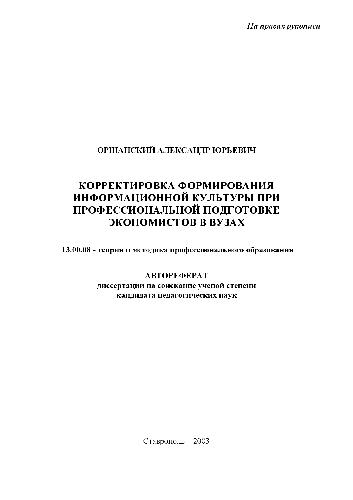 На правах рукописи
ОРШАНСКИЙ АЛЕКСАНДР ЮРЬЕВИЧ
КОРРЕКТИРОВКА ФОРМИРОВАНИЯ
ИНФОРМАЦИОННОЙ КУЛЬТУРЫ ПРИ
ПРОФЕССИОНАЛЬНОЙ ПОДГОТОВКЕ
ЭКОНОМИСТОВ В ВУЗАХ
13.00.08 - теория и методика профессионального образования
АВТОРЕФЕРАТ
диссертации на соискание ученой степени
кандидата педагогических наук
Ставрополь – 2003